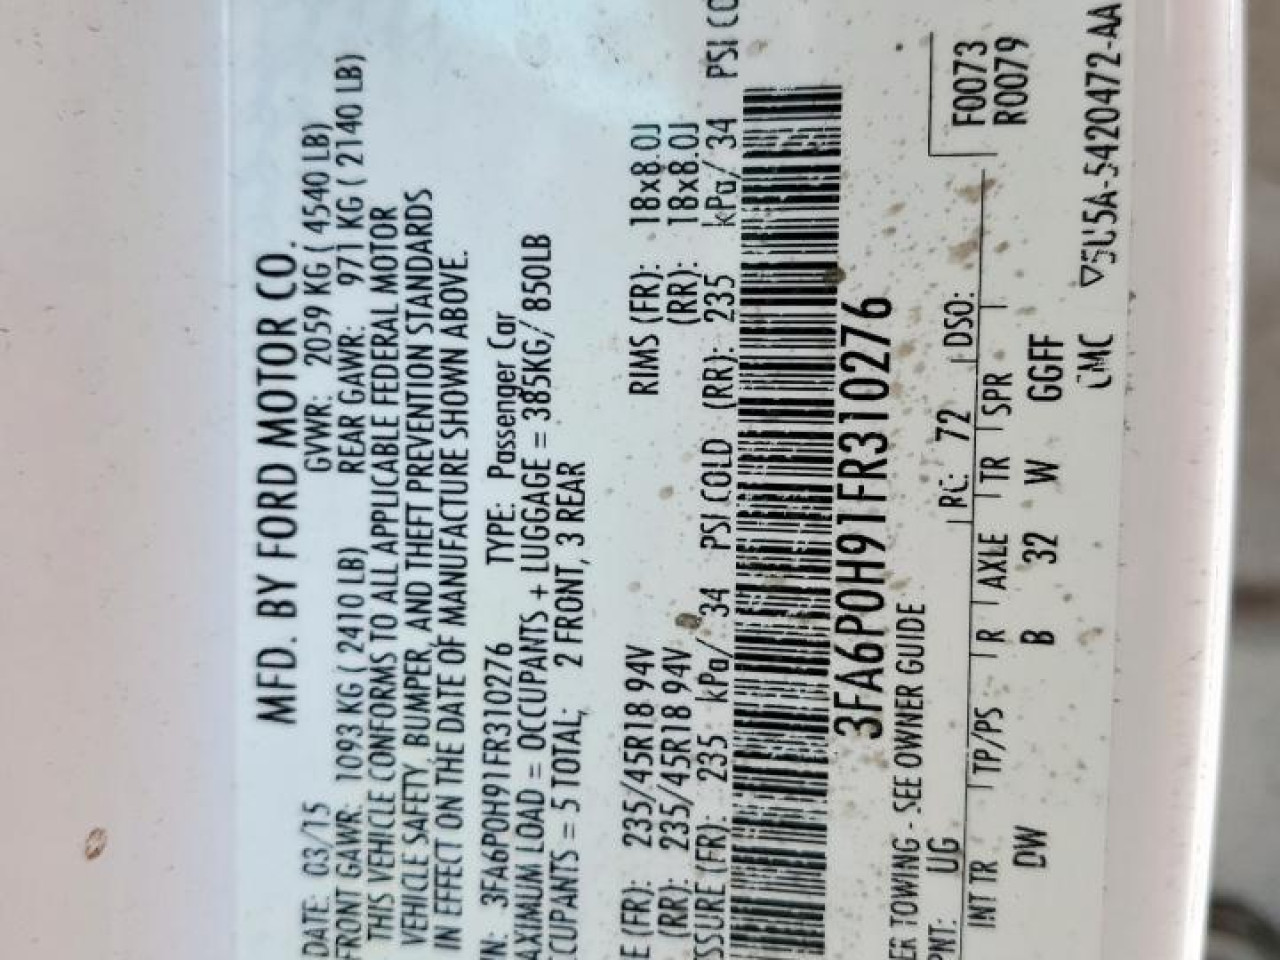 MFD. BY FORD MOTOR CO.
DATE: 03/15 GVWR: 2059 KG ( 4540 LB)
FRONT GAWR: 1093 KG ( 2410 LB) REAR GAWR: 971 KG ( 2140 LB)
THIS VEHICLE CONFORMS TO ALL APPLICABLE FEDERAL MOTOR
VEHICLE SAFETY, BUMPER, AND THEFT PREVENTION STANDARDS
IN EFFECT ON THE DATE OF MANUFACTURE SHOWN ABOVE.
IN: 3FA6P0H91FR310276 TYPE: Passenger Car
AXIMUM LOAD = OCCUPANTS + LUGGAGE = 385KG/ 850LB
CCUPANTS = 5 TOTAL; 2 FRONT, 3 REAR
E (FR): 235/45R18 94V RIMS (FR): 18x8.0J
(RR): 235/45R18 94V (RR): 18x8.0J
SSURE (FR): 235 kPa/ 34 PSI COLD (RR): 235 kPa/ 34 PSI CO
3FA6P0H91FR310276
ER TOWING - SEE OWNER GUIDE
PNT: UG RC: 72 DSO: F0073
INT TR TP/PS R AXLE TR SPR R0079
DW B 32 W GGFF
CMC 5U5A-5420472-AA